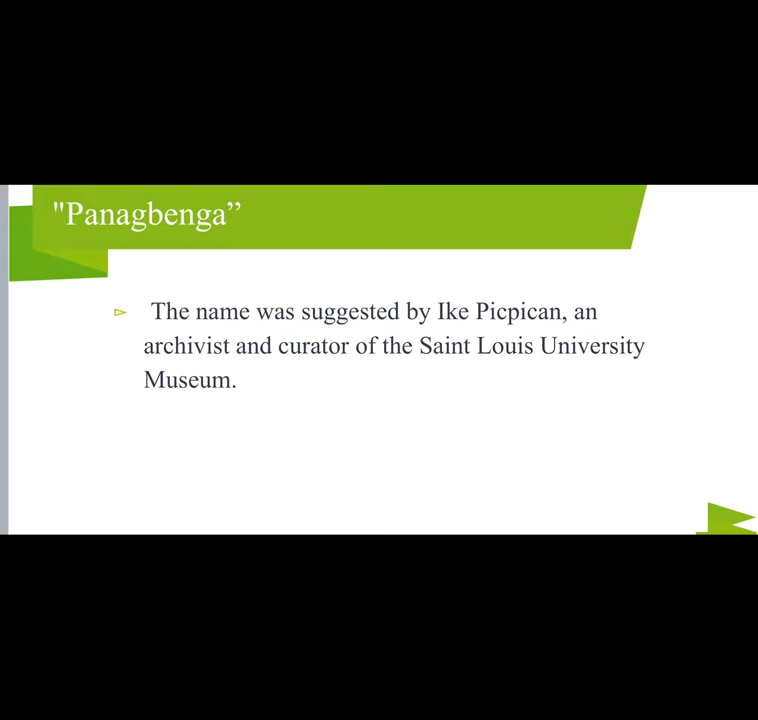 "Panagbenga”
The name was suggested by Ike Picpican, an
archivist and curator of the Saint Louis University
Museum.